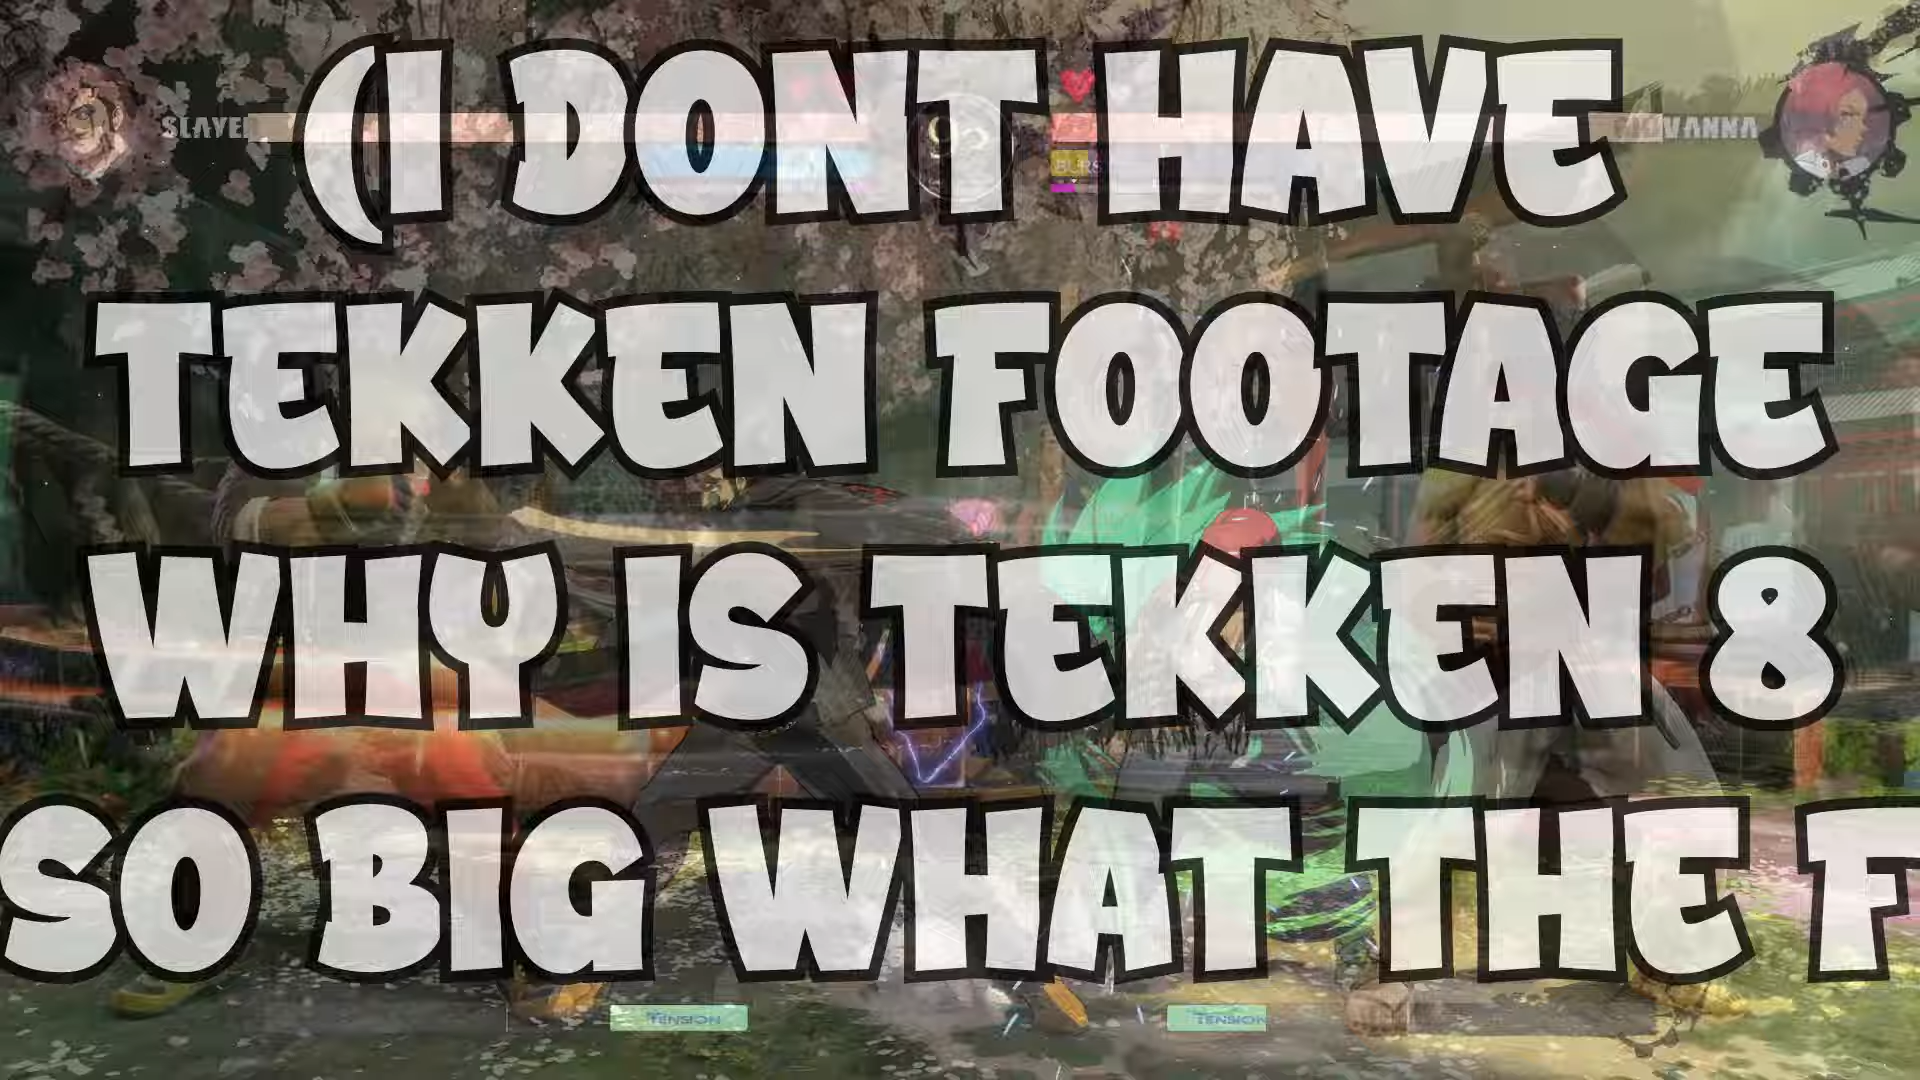 (I DONT HAVE
SLAYER
TEKKEN FOOTAGE
WHY IS TEKKEN 8
SO BIG WHAT THE F
TENSION
TENSION